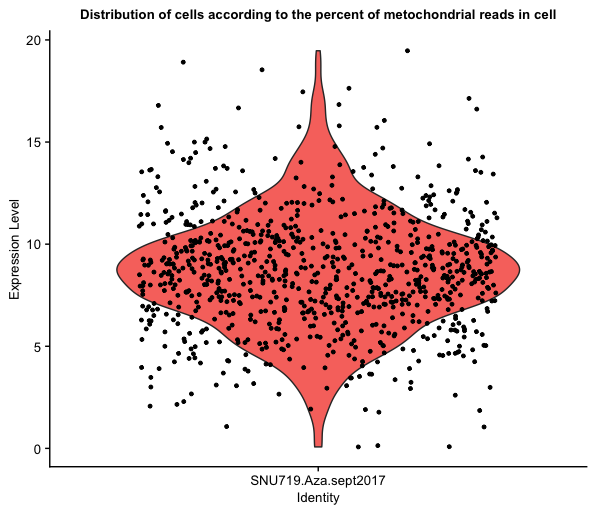 Distribution of cells according to the percent of metochondrial reads in cell
20
15
10
5
0
Expression Level
SNU719.Aza.sept2017
Identity